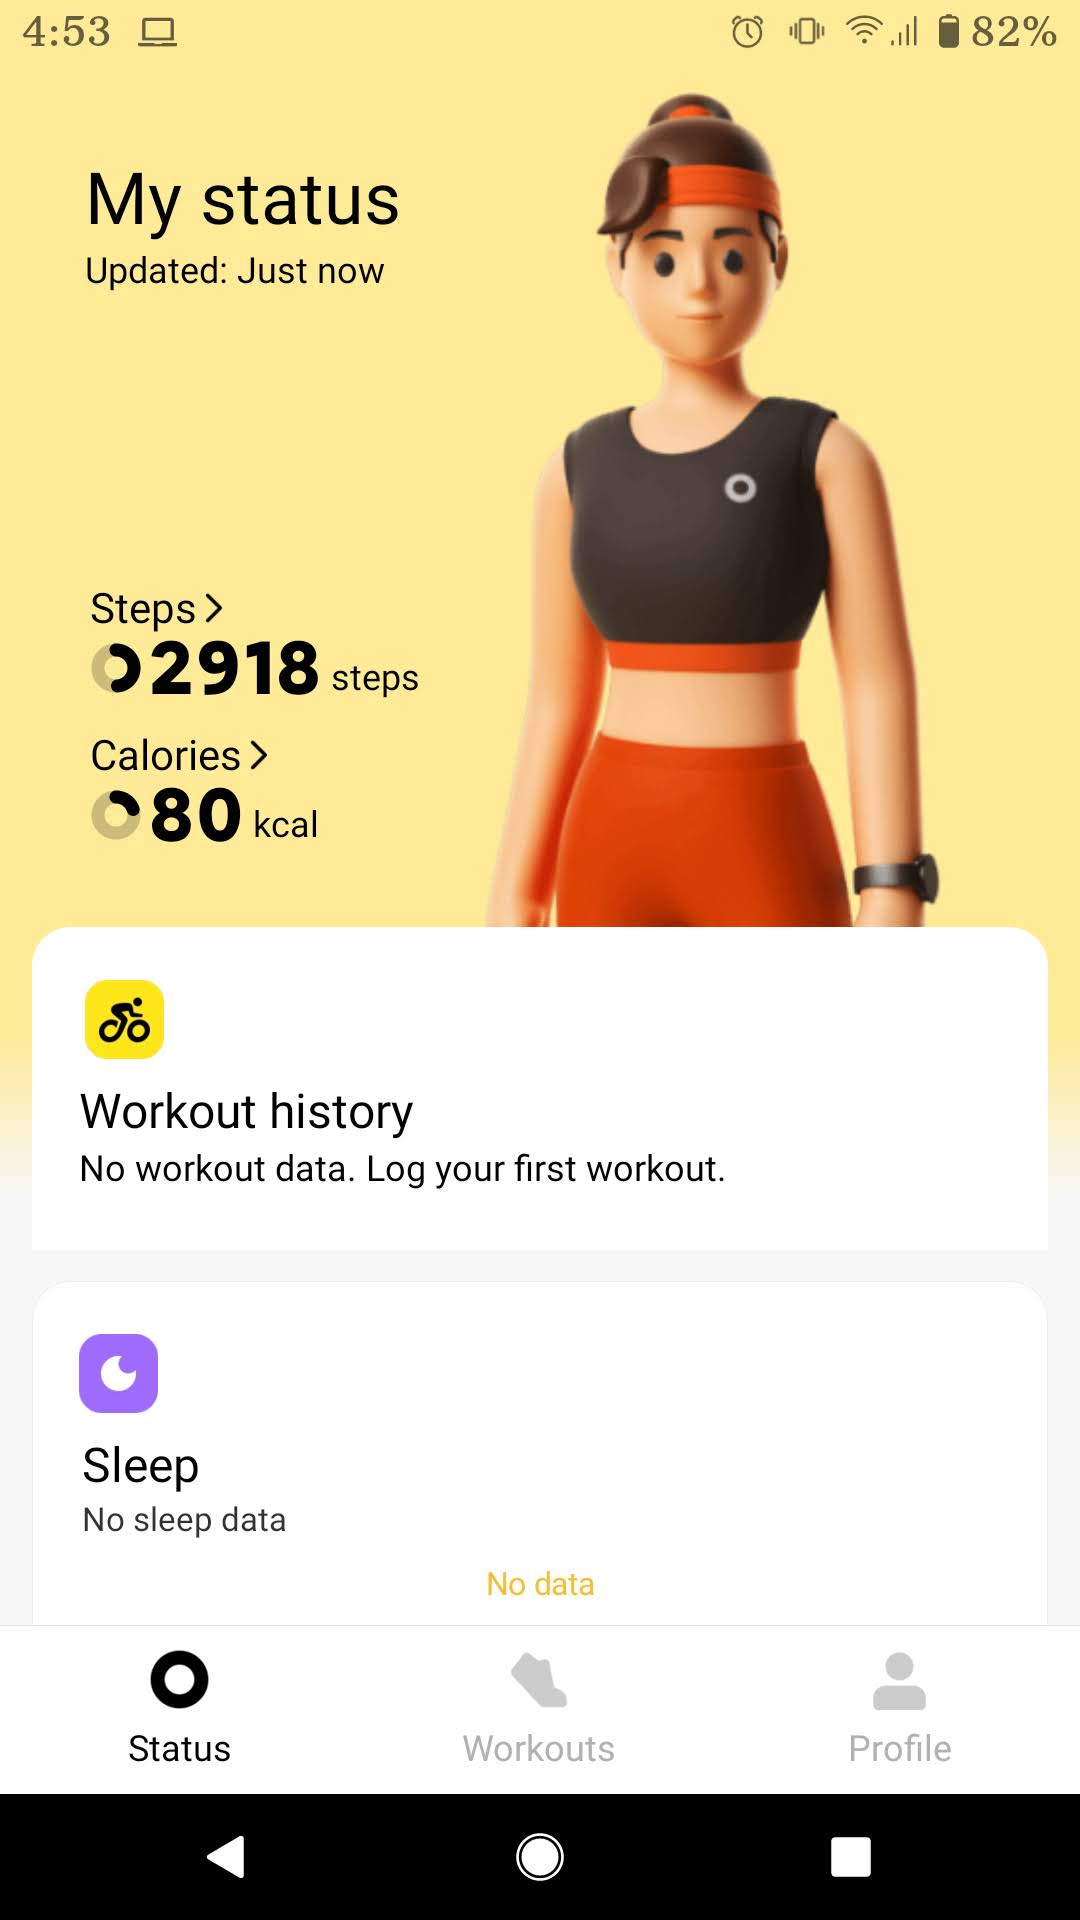 4:53 82%
My status
Updated: Just now
Steps
2918 steps
Calories
80 kcal
Workout history
No workout data. Log your first workout.
Sleep
No sleep data
No data
Status Workouts Profile